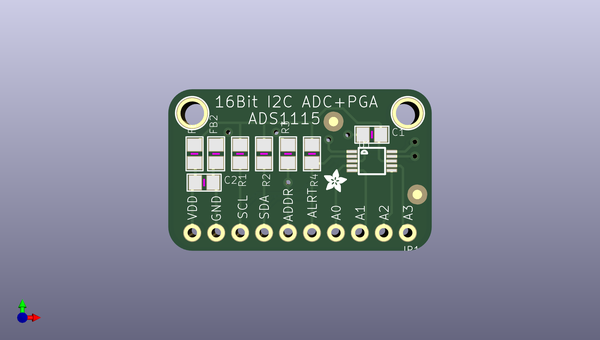 16Bit I2C ADC+PGA
ADS1115
FB2
R3
C1
C2
R1
R2
R4
VDD
GND
SCL
SDA
ADDR
ALRT
A0
A1
A2
A3